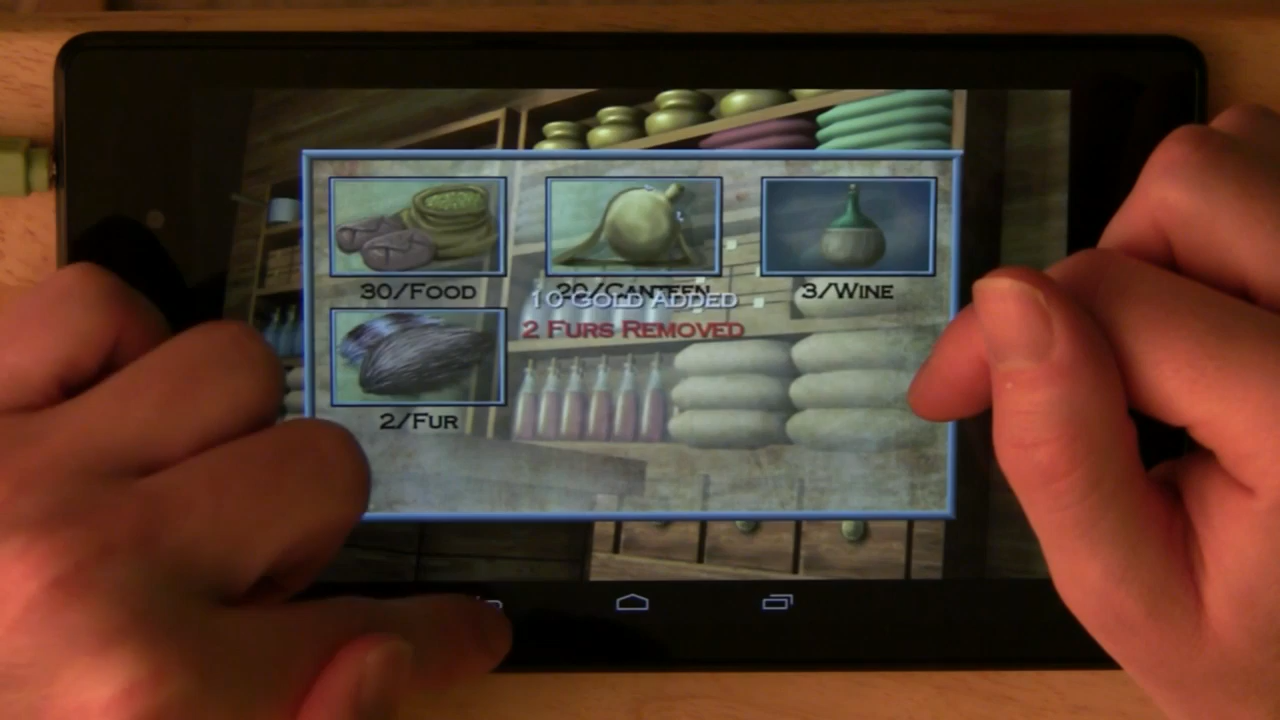 30/Food
20/Canteen
3/Wine
10 Gold Added
2 Furs Removed
2/Fur